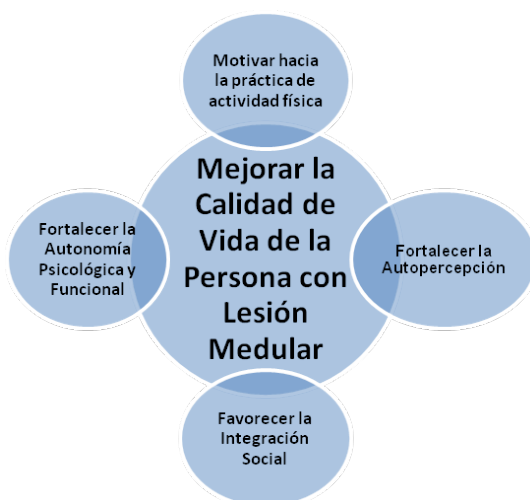 Motivar hacia
la práctica de
actividad física
Mejorar la
Calidad de
Vida de la
Persona con
Lesión
Medular
Fortalecer la
Autonomía
Psicológica y
Funcional
Fortalecer la
Autopercepción
Favorecer la
Integración
Social